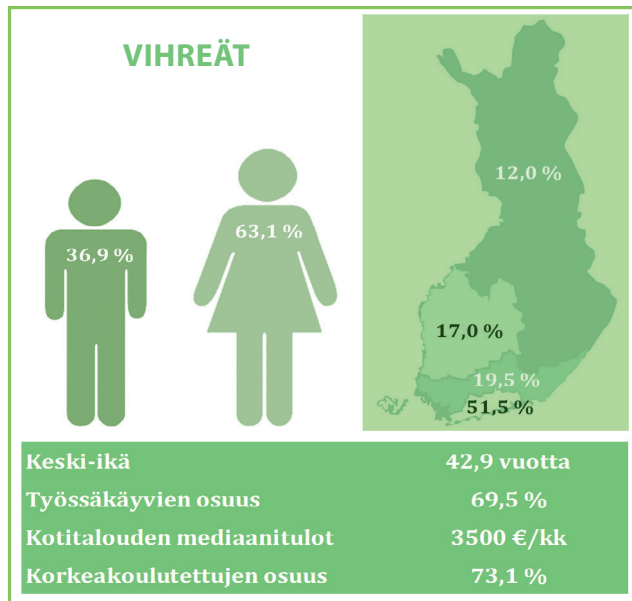 VIHREÄT
36,9 %
63,1 %
12,0 %
17,0 %
19,5 %
51,5 %
Keski-ikä 42,9 vuotta
Työssäkäyvien osuus 69,5 %
Kotitalouden mediaanitulot 3500 €/kk
Korkeakoulutettujen osuus 73,1 %